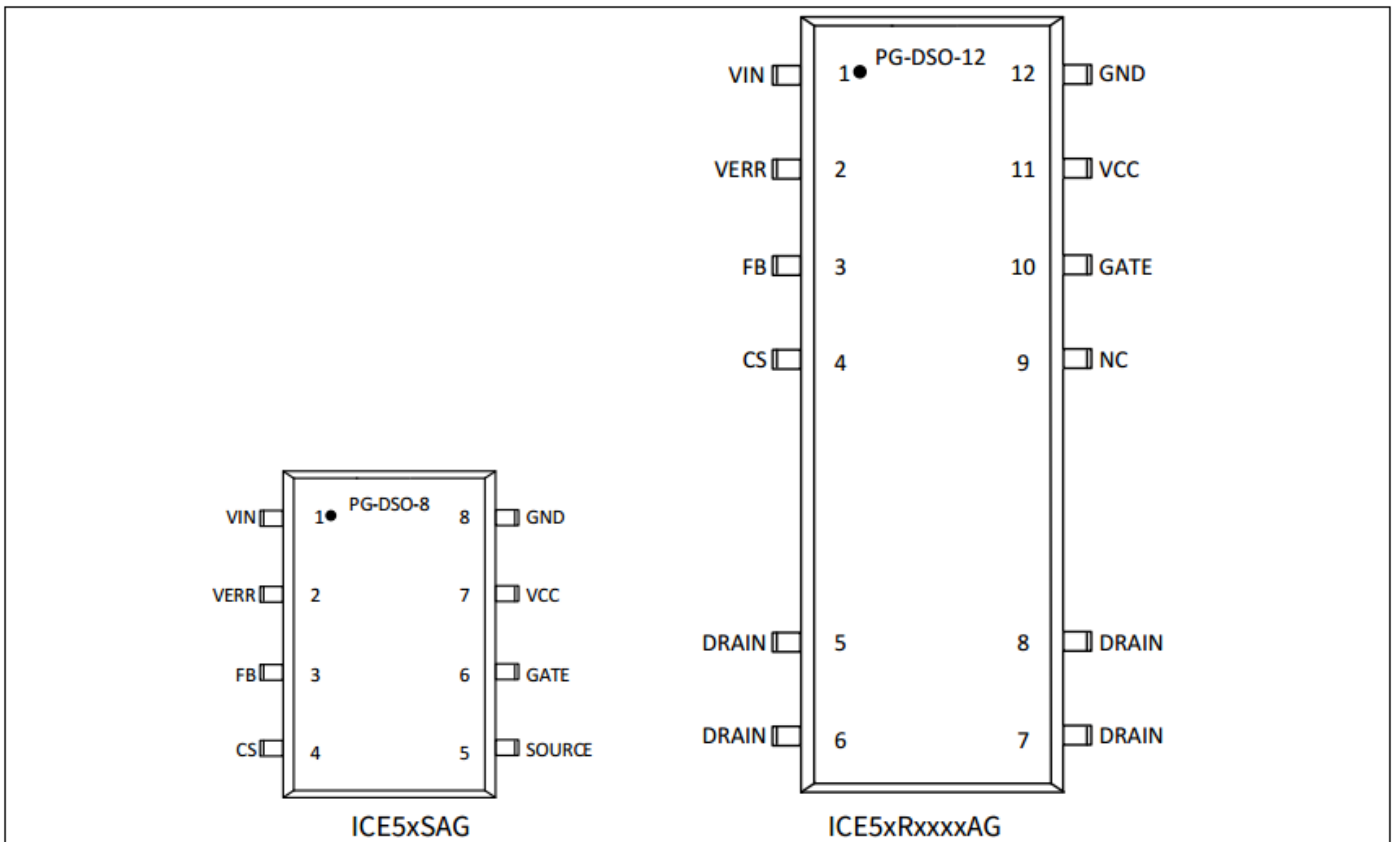 PG-DSO-12
VIN 1 12 GND
VERR 2 11 VCC
FB 3 10 GATE
CS 4 9 NC
DRAIN 5 8 DRAIN
DRAIN 6 7 DRAIN
ICE5xRxxxxAG
PG-DSO-8
VIN 1 8 GND
VERR 2 7 VCC
FB 3 6 GATE
CS 4 5 SOURCE
ICE5xSAG